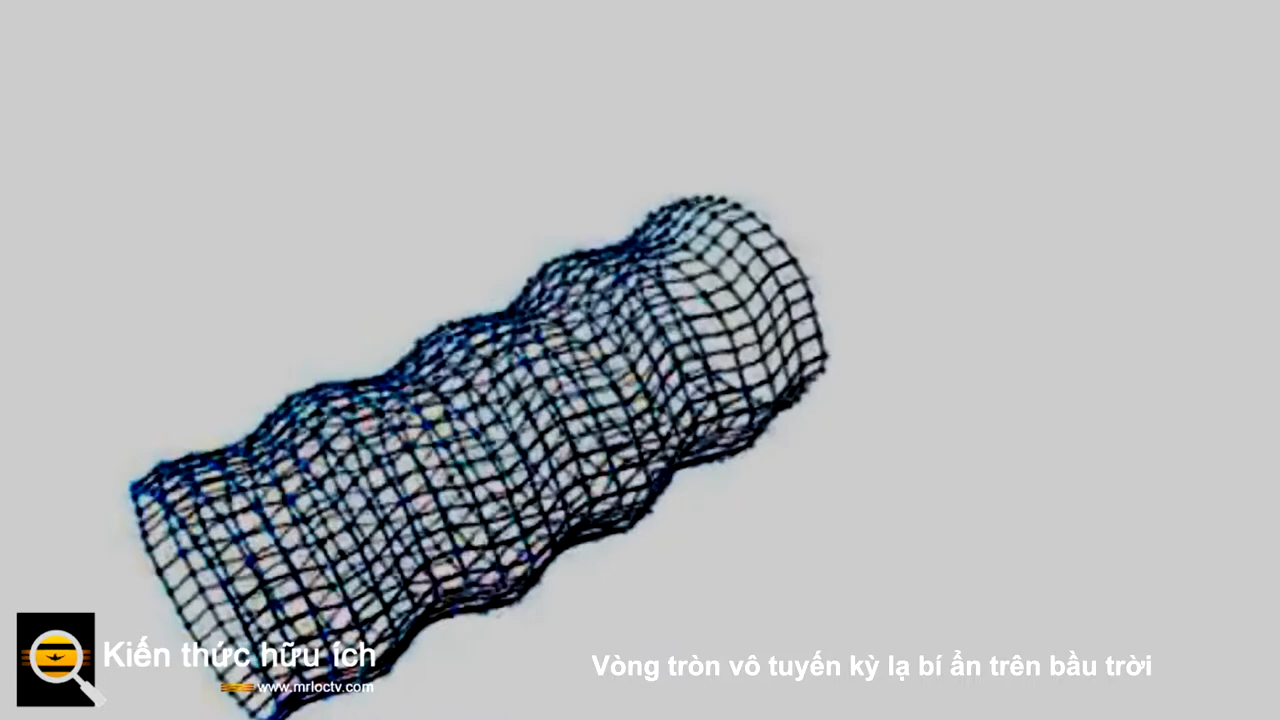 Kiến thức hữu ích
www.mrloctv.com
Vòng tròn vô tuyến kỳ lạ bí ẩn trên bầu trời